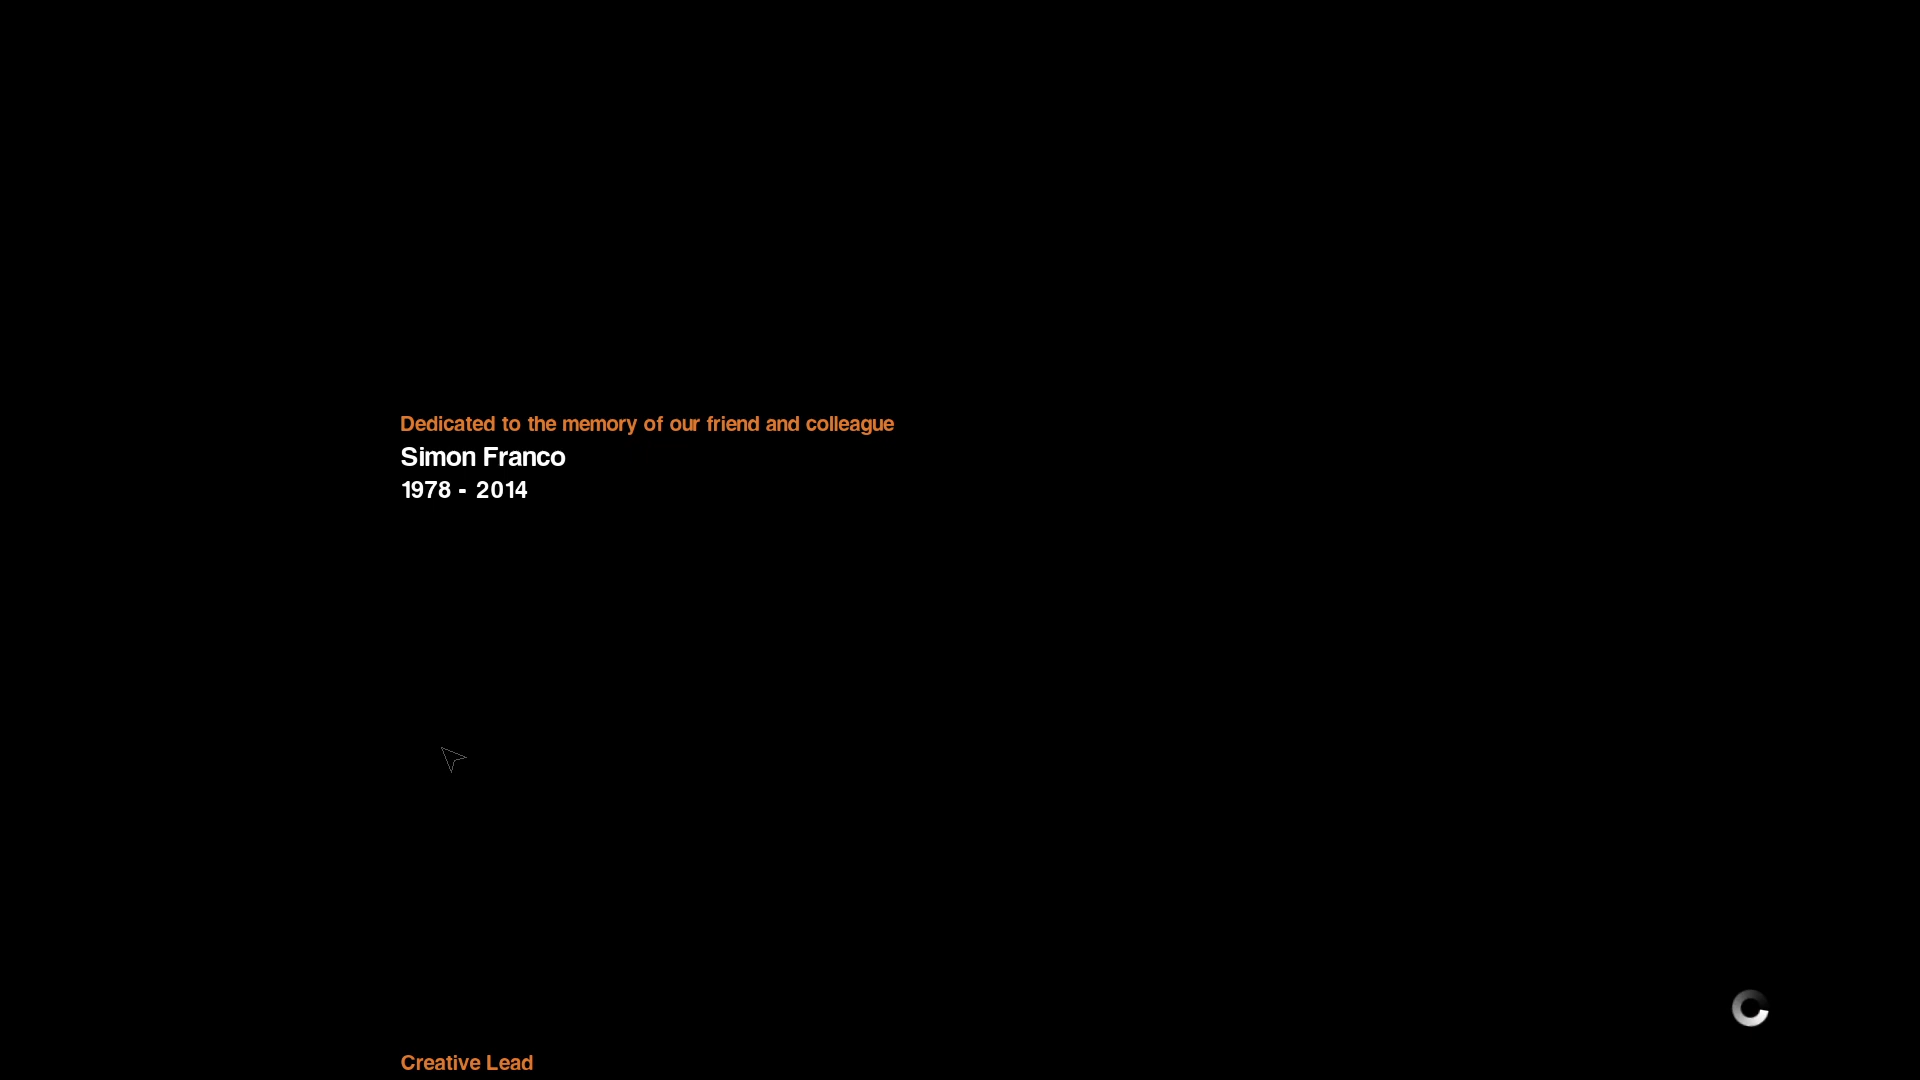 Dedicated to the memory of our friend and colleague
Simon Franco
1978 - 2014
Creative Lead